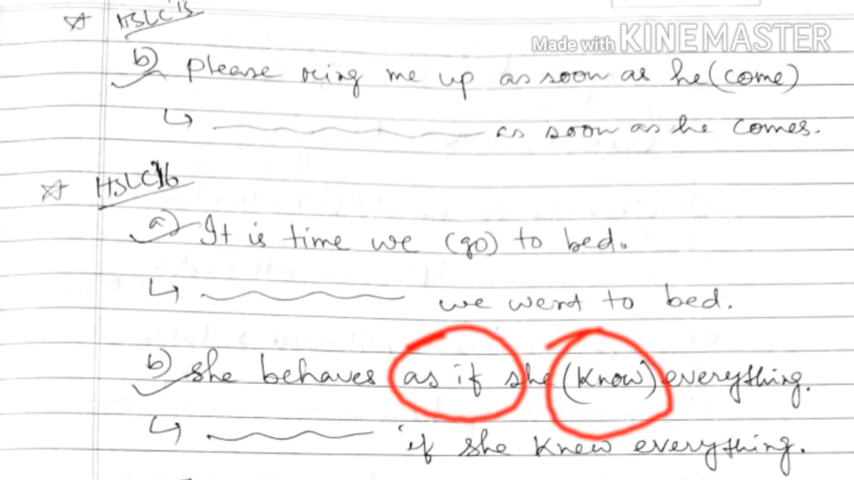 HSLC'15
Made with KINEMASTER
b) Please ring me up as soon as he (come)
as soon as he comes.
HSLC'16
a) It is time we (go) to bed.
we went to bed.
b) She behaves as if she (know) everything.
if she knew everything.